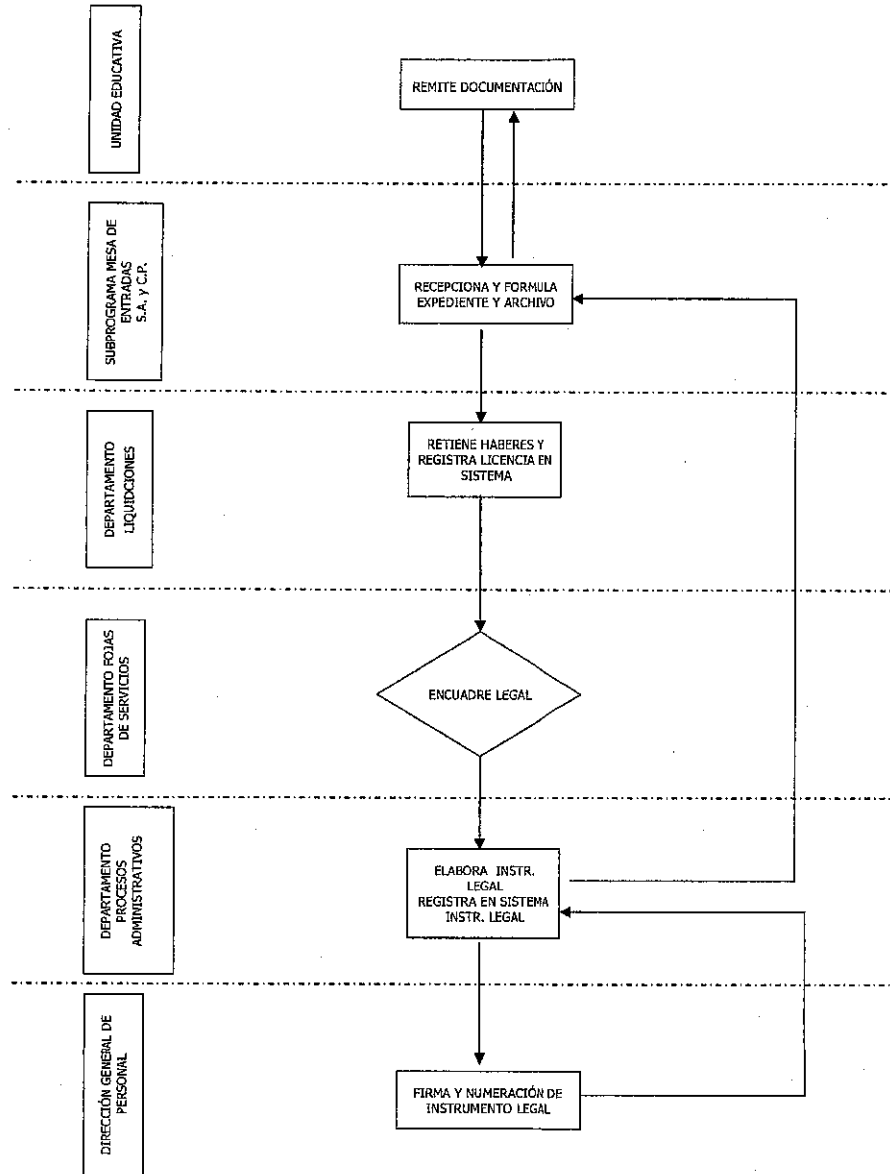 UNIDAD EDUCATIVA
REMITE DOCUMENTACIÓN
SUBPROGRAMA MESA DE
ENTRADAS
S.A. y C.P.
RECEPCIONA Y FORMULA
EXPEDIENTE Y ARCHIVO
DEPARTAMENTO
LIQUIDCIONES
RETIENE HABERES Y
REGISTRA LICENCIA EN
SISTEMA
DEPARTAMENTO FOJAS
DE SERVICIOS
ENCUADRE LEGAL
DEPARTAMENTO
PROCESOS
ADMINISTRATIVOS
ELABORA INSTR.
LEGAL
REGISTRA EN SISTEMA
INSTR. LEGAL
DIRECCIÓN GENERAL DE
PERSONAL
FIRMA Y NUMERACIÓN DE
INSTRUMENTO LEGAL